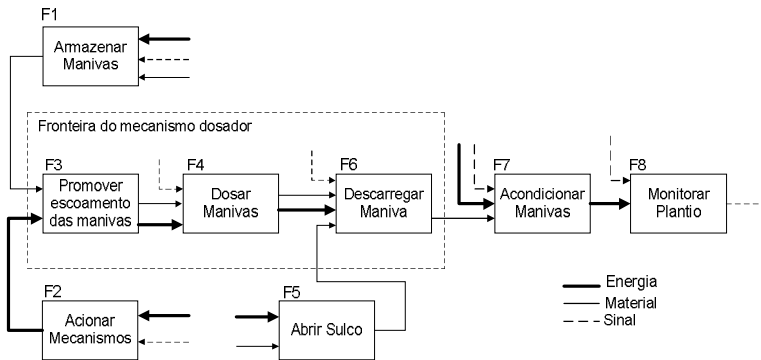 F1
Armazenar
Manivas
Fronteira do mecanismo dosador
F3
Promover
escoamento
das manivas
F4
Dosar
Manivas
F6
Descarregar
Maniva
F7
Acondicionar
Manivas
F8
Monitorar
Plantio
F2
Acionar
Mecanismos
F5
Abrir Sulco
Energia
Material
Sinal